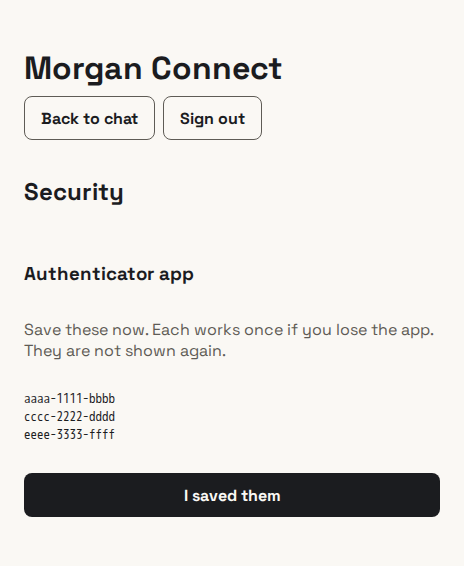 Morgan Connect
Back to chat
Sign out
Security
Authenticator app
Save these now. Each works once if you lose the app.
They are not shown again.
aaaa-1111-bbbb
cccc-2222-dddd
eeee-3333-ffff
I saved them